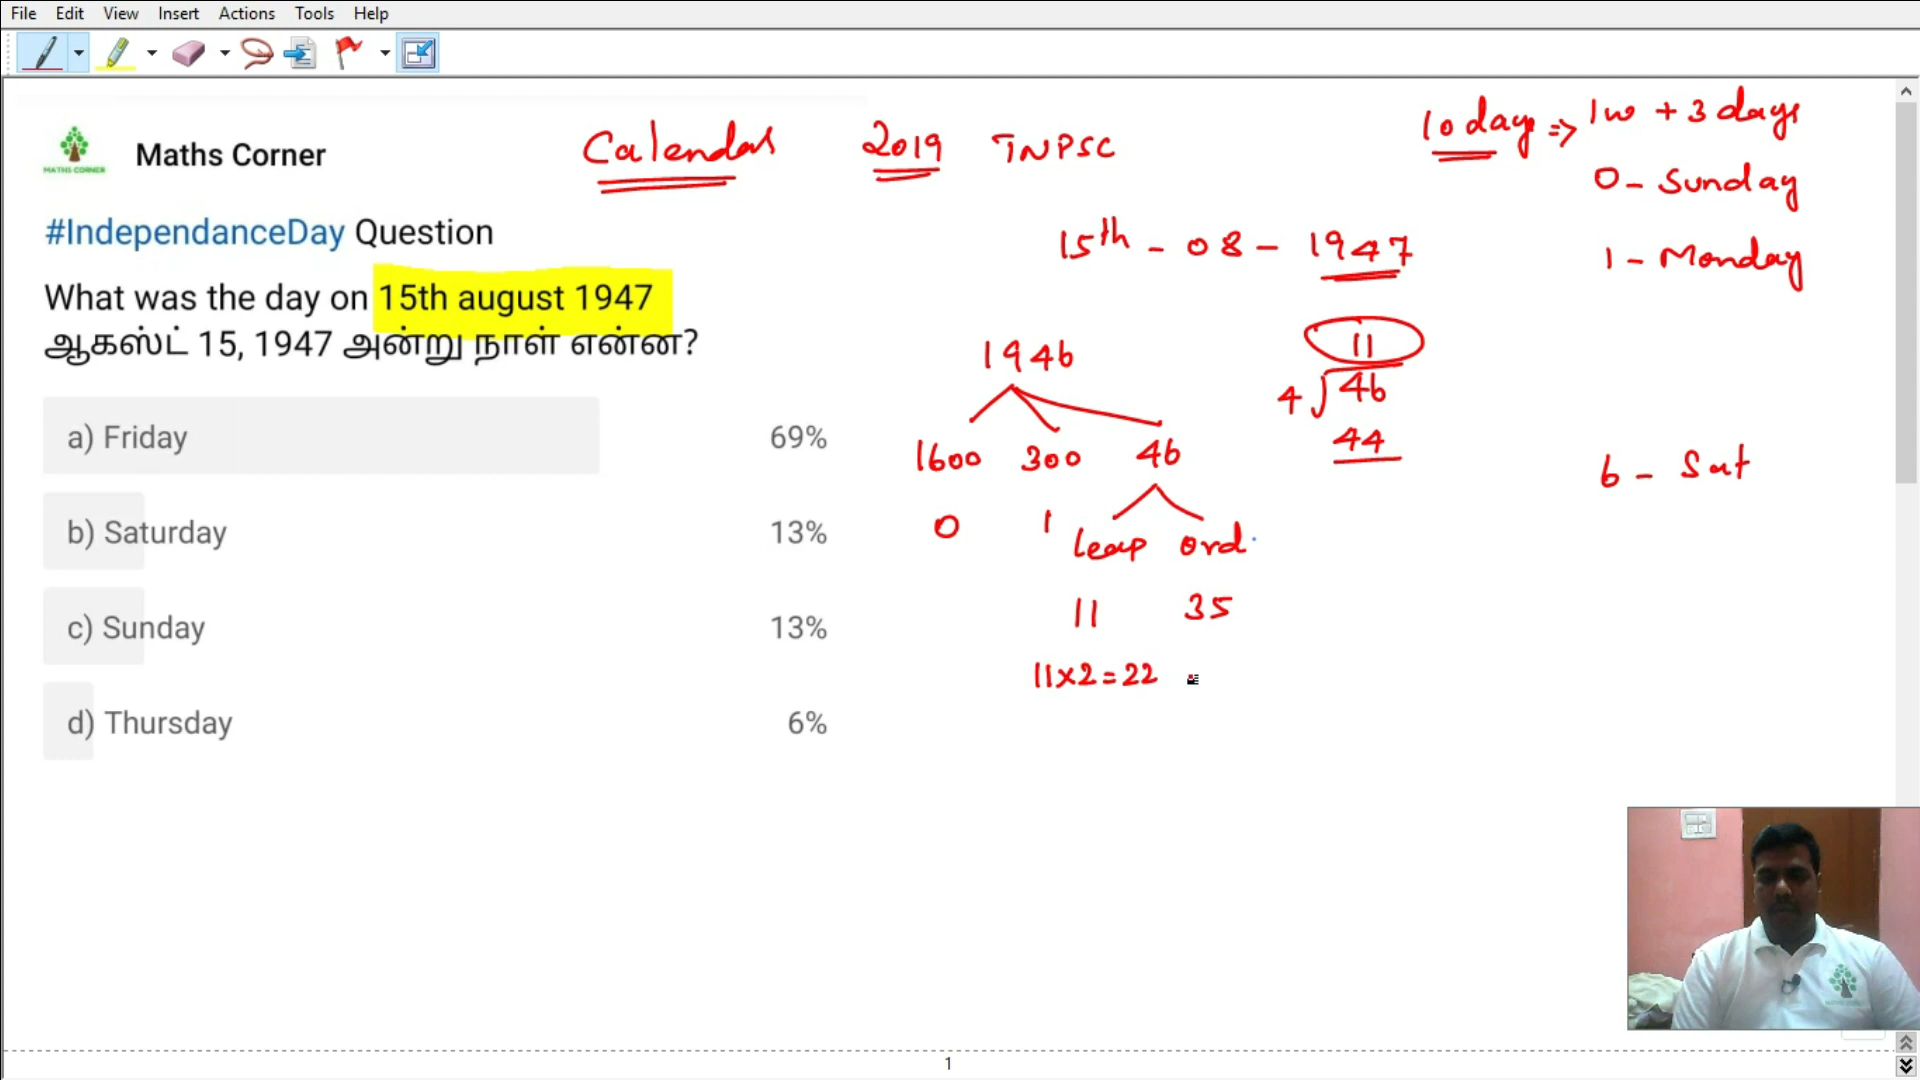 File Edit View Insert Actions Tools Help
MATHS CORNER
Maths Corner
Calendar 2019 TNPSC
10 days => 1w + 3 days
0 - Sunday
1 - Monday
6 - Sat
#IndependanceDay Question
What was the day on 15th august 1947
ஆகஸ்ட் 15, 1947 அன்று நாள் என்ன?
a) Friday 69%
b) Saturday 13%
c) Sunday 13%
d) Thursday 6%
15th - 08 - 1947
1946
1600 300 46
0 1 leap ord.
11 35
11x2=22
11
4 46
44
1